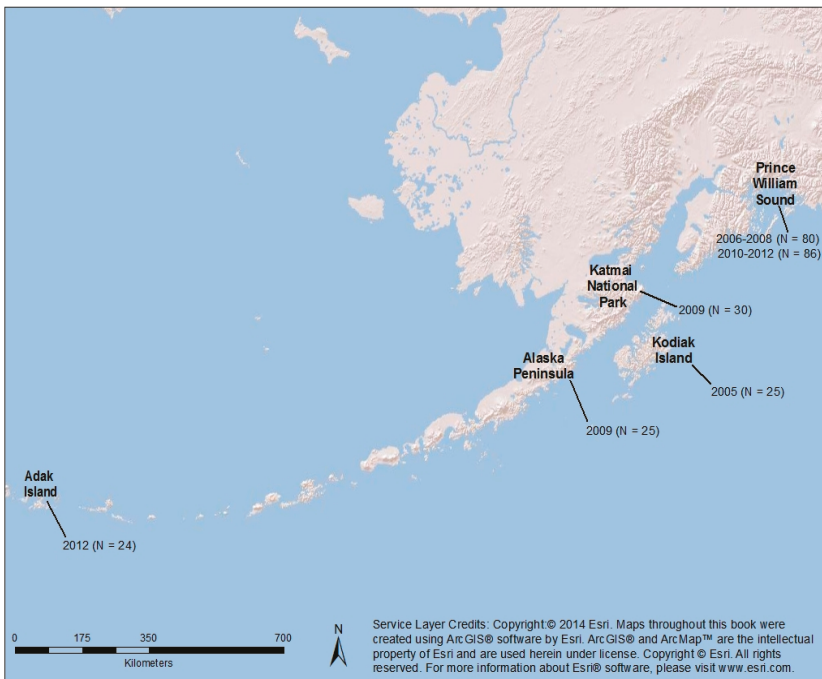 Prince
William
Sound
2006-2008 (N = 80)
2010-2012 (N = 86)
Katmai
National
Park
2009 (N = 30)
Kodiak
Island
2005 (N = 25)
Alaska
Peninsula
2009 (N = 25)
Adak
Island
2012 (N = 24)
0 175 350 700
Kilometers
N
Service Layer Credits: Copyright:© 2014 Esri. Maps throughout this book were
created using ArcGIS® software by Esri. ArcGIS® and ArcMap™ are the intellectual
property of Esri and are used herein under license. Copyright © Esri. All rights
reserved. For more information about Esri® software, please visit www.esri.com.